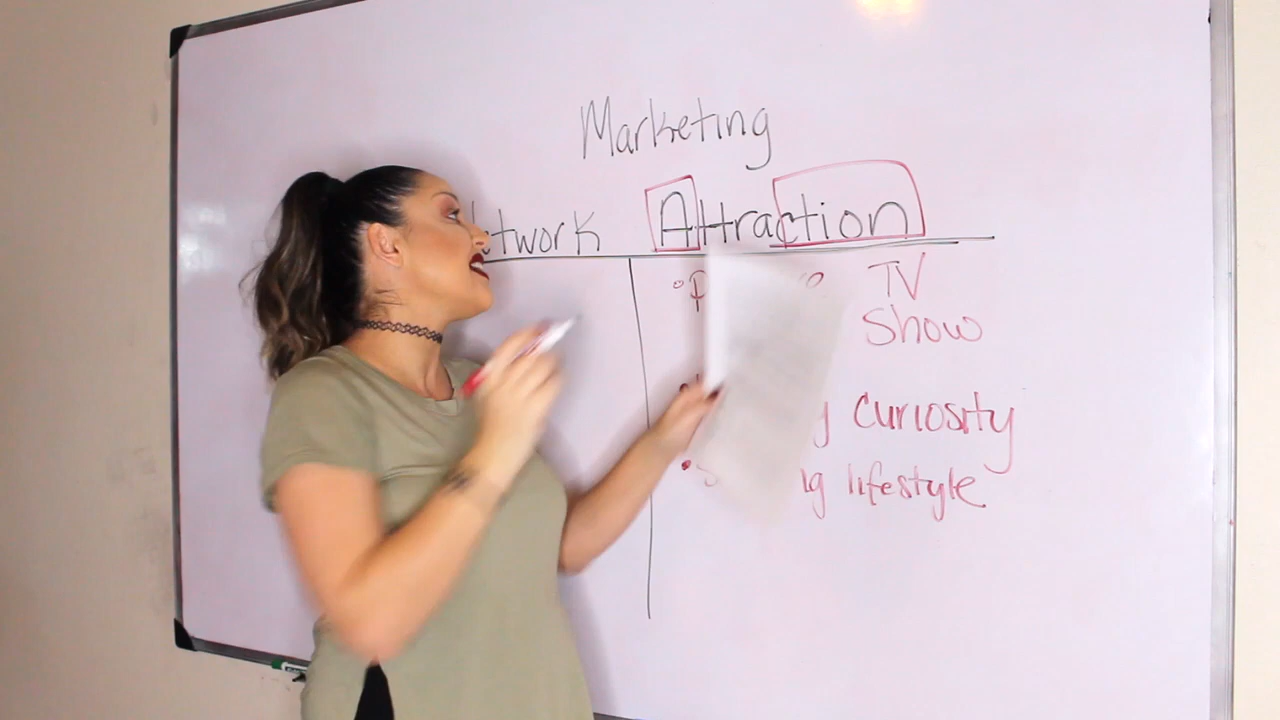 Marketing
twork Attraction
TV
Show
Curiosity
lifestyle